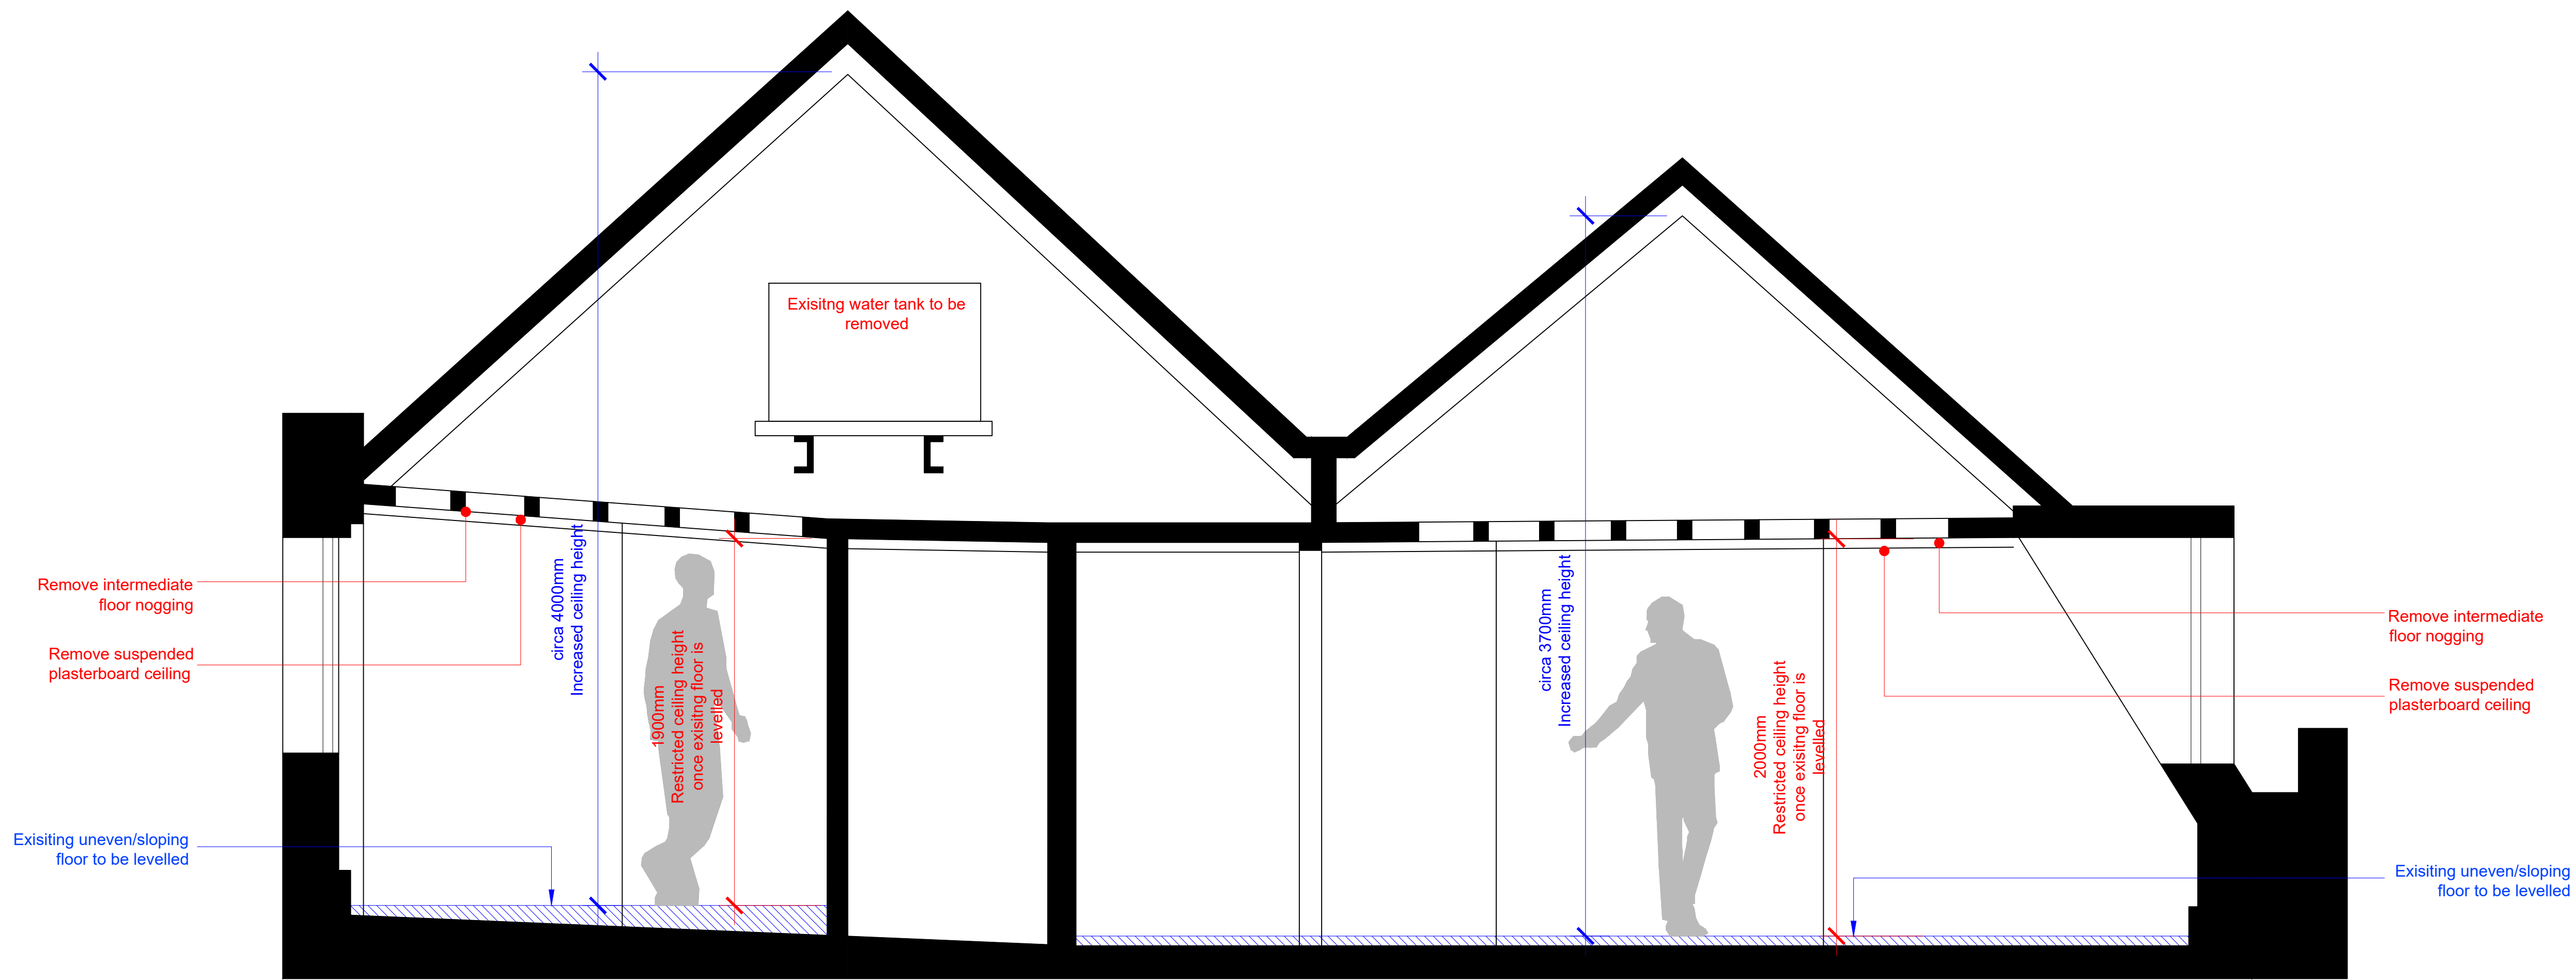 Exisitng water tank to be
removed
Remove intermediate
floor nogging
Remove suspended
plasterboard ceiling
Exisiting uneven/sloping
floor to be levelled
circa 4000mm
Increased ceiling height
1900mm
Restricted ceiling height
once exisitng floor is
levelled
circa 3700mm
Increased ceiling height
2000mm
Restricted ceiling height
once exisitng floor is
levelled
Remove intermediate
floor nogging
Remove suspended
plasterboard ceiling
Exisiting uneven/sloping
floor to be levelled